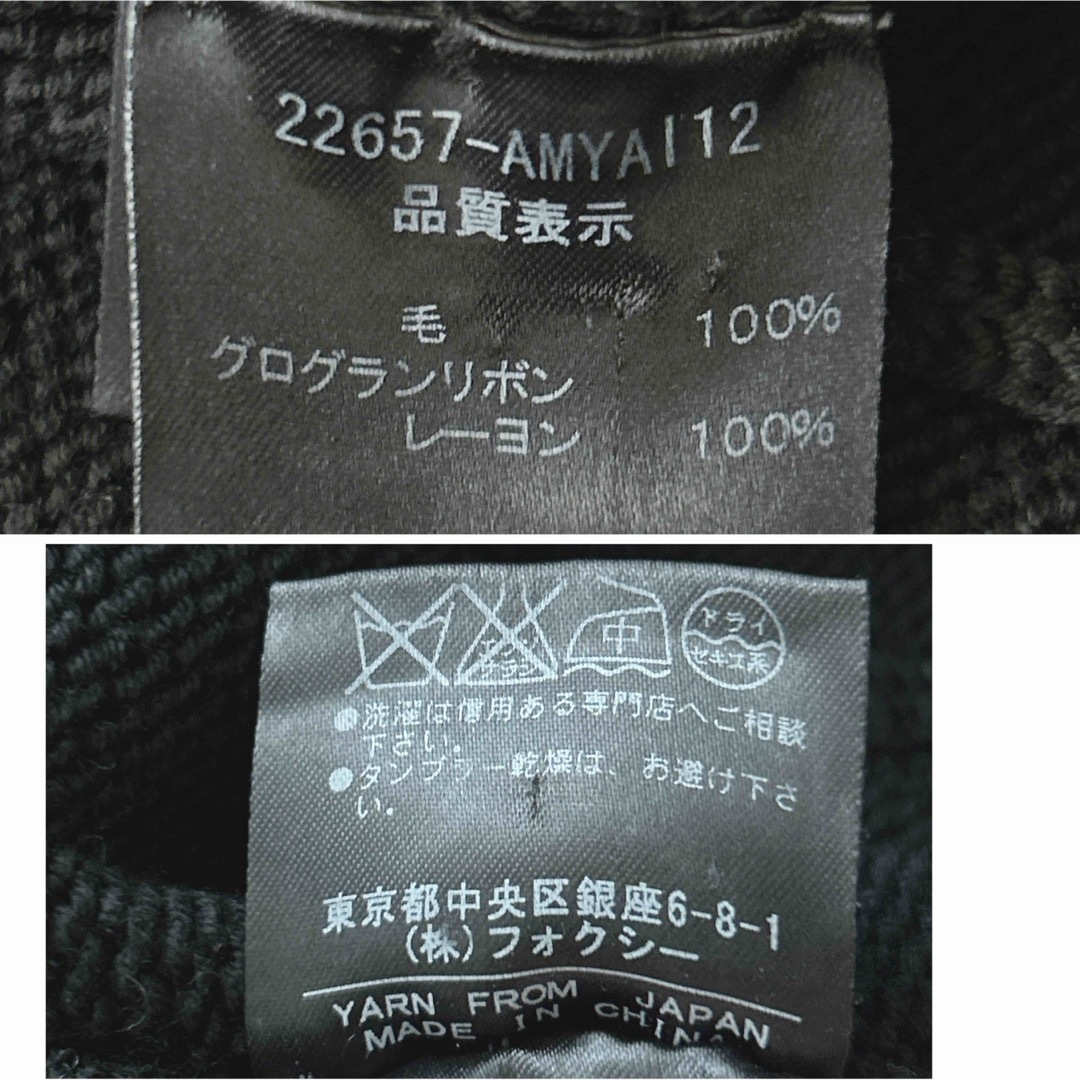 22657-AMYAI12
品質表示
毛 100%
グログランリボン
レーヨン 100%
中
ドライ
セキユ系
●洗濯は信用ある専門店へご相談
下さい。
●タンブラー乾燥は、お避け下さ
い。
東京都中央区銀座6-8-1
(株)フォクシー
YARN FROM JAPAN
MADE IN CHINA